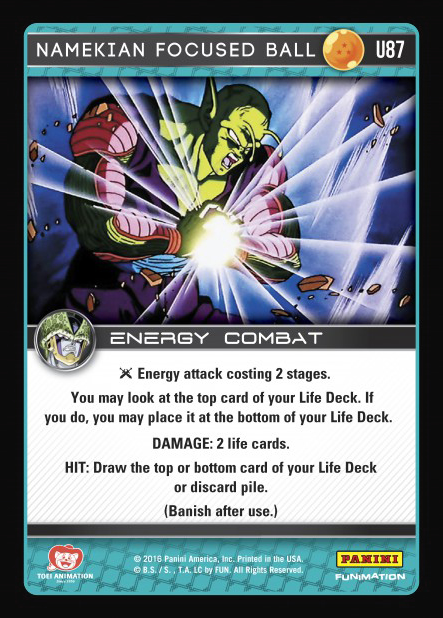 NAMEKIAN FOCUSED BALL U87
ENERGY COMBAT
Energy attack costing 2 stages.
You may look at the top card of your Life Deck. If
you do, you may place it at the bottom of your Life Deck.
DAMAGE: 2 life cards.
HIT: Draw the top or bottom card of your Life Deck
or discard pile.
(Banish after use.)
TOEI ANIMATION
© 2016 Panini America, Inc. Printed in the USA.
© B.S. / S. , T.A. LC by FUN. All Rights Reserved.
PANINI
FUNIMATION